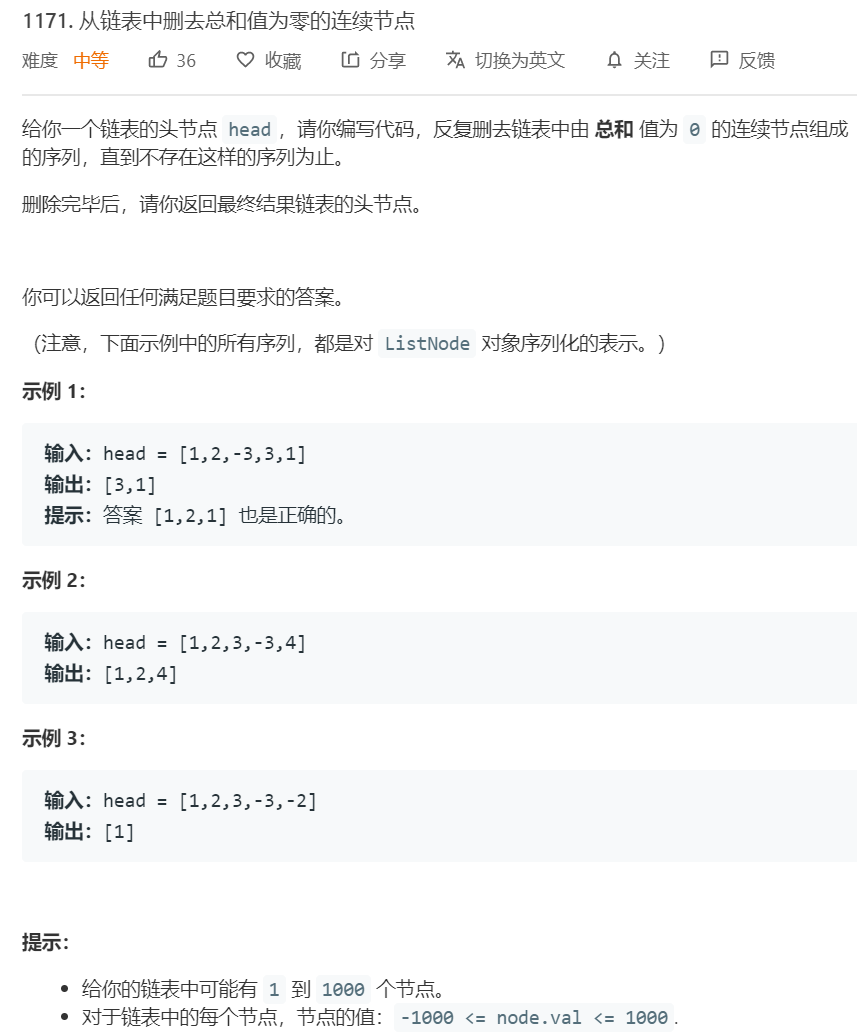 1171. 从链表中删去总和值为零的连续节点
难度 中等 36 收藏 分享 切换为英文 关注 反馈
给你一个链表的头节点 head ，请你编写代码，反复删去链表中由 总和 值为 0 的连续节点组成
的序列，直到不存在这样的序列为止。
删除完毕后，请你返回最终结果链表的头节点。
你可以返回任何满足题目要求的答案。
（注意，下面示例中的所有序列，都是对 ListNode 对象序列化的表示。）
示例 1：
输入：head = [1,2,-3,3,1]
输出：[3,1]
提示：答案 [1,2,1] 也是正确的。
示例 2：
输入：head = [1,2,3,-3,4]
输出：[1,2,4]
示例 3：
输入：head = [1,2,3,-3,-2]
输出：[1]
提示：
• 给你的链表中可能有 1 到 1000 个节点。
• 对于链表中的每个节点，节点的值：-1000 <= node.val <= 1000.